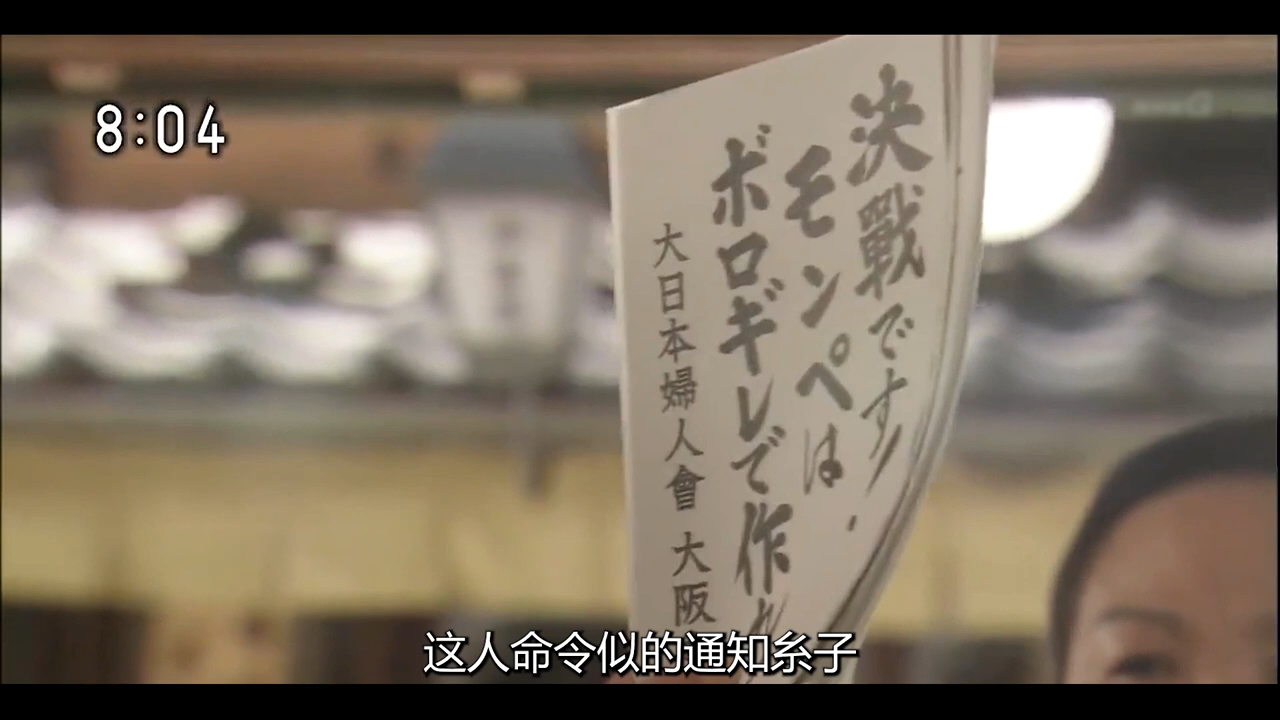 8:04
決戰です!
モンペは
ボロギレで作れ
大日本婦人會 大阪
这人命令似的通知糸子